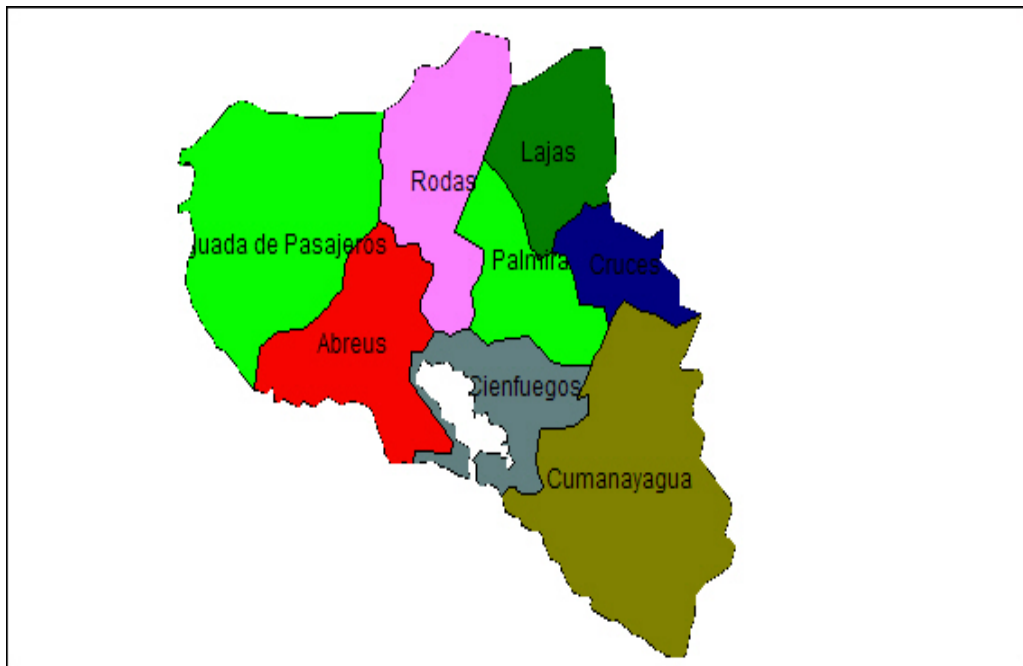 Lajas
Rodas
uada de Pasajeros
Palmira
Cruces
Abreus
Cienfuegos
Cumanayagua